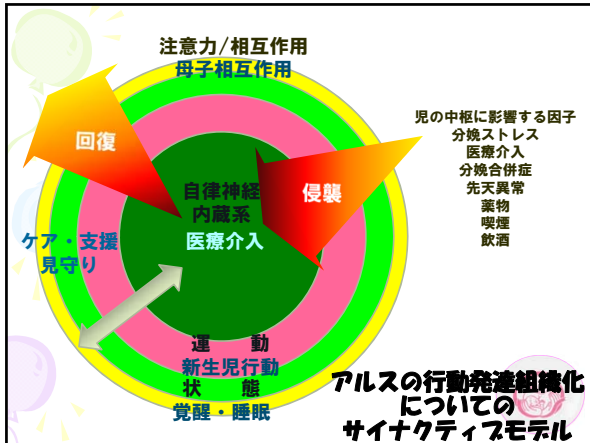 注意力/相互作用
母子相互作用
回復
児の中枢に影響する因子
分娩ストレス
医療介入
分娩合併症
先天異常
薬物
喫煙
飲酒
侵襲
自律神経
内蔵系
医療介入
ケア・支援
見守り
運　動
新生児行動
状　態
覚醒・睡眠
アルスの行動発達組織化
についての
サイナクティブモデル